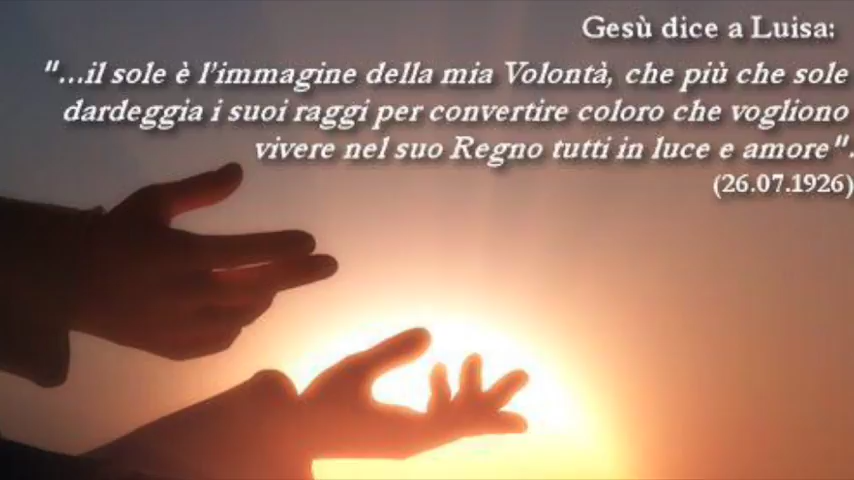 Gesù dice a Luisa:
"...il sole è l'immagine della mia Volontà, che più che sole
dardeggia i suoi raggi per convertire coloro che vogliono
vivere nel suo Regno tutti in luce e amore".
(26.07.1926)